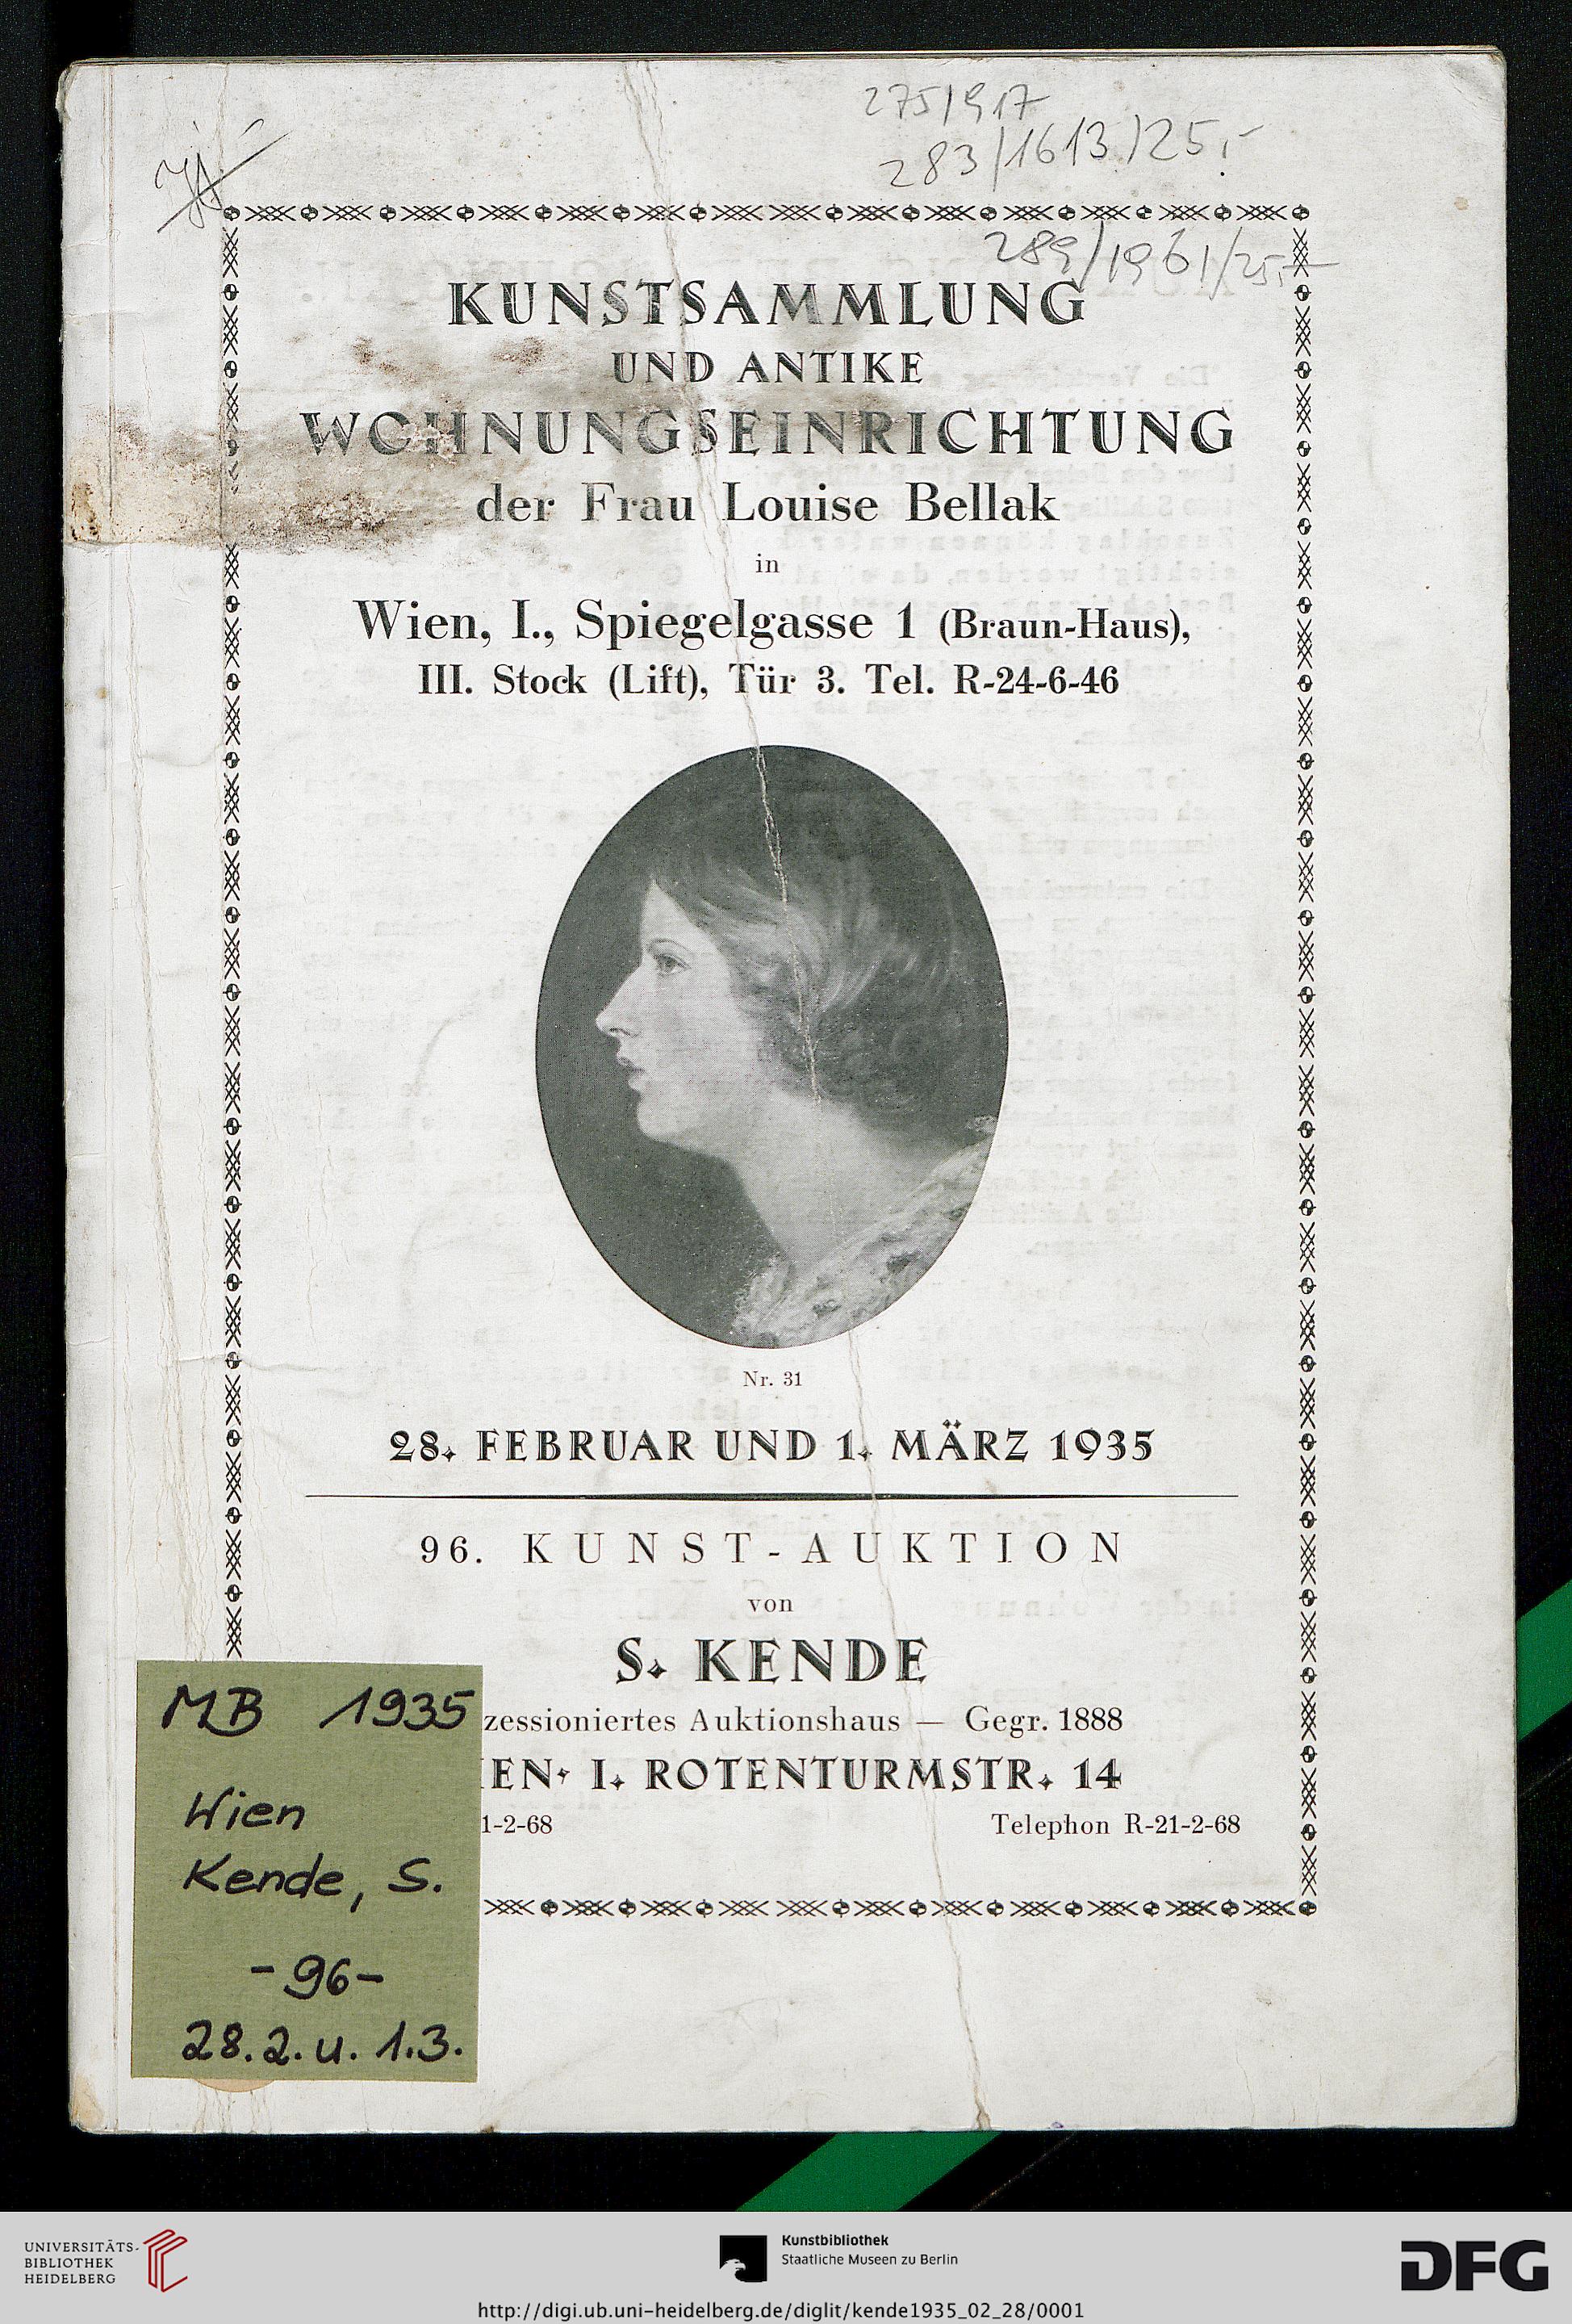 275/917
283/1613/25,-
289/1961/25,-
KUNSTSAMMLUNG
UND ANTIKE
WOHNUNGSEINRICHTUNG
der Frau Louise Bellak
in
Wien, I., Spiegelgasse 1 (Braun-Haus),
III. Stock (Lift), Tür 3. Tel. R-24-6-46
Nr. 31
28. FEBRUAR UND 1. MÄRZ 1935
96. KUNST-AUKTION
von
S. KENDE
zessioniertes Auktionshaus — Gegr. 1888
IEN, I. ROTENTURMSTR. 14
1-2-68 Telephon R-21-2-68
MB 1935
Wien
Kende, S.
-96-
28.2. u. 1.3.
UNIVERSITÄTS-
BIBLIOTHEK
HEIDELBERG
Kunstbibliothek
Staatliche Museen zu Berlin
DFG
http://digi.ub.uni-heidelberg.de/diglit/kende1935_02_28/0001